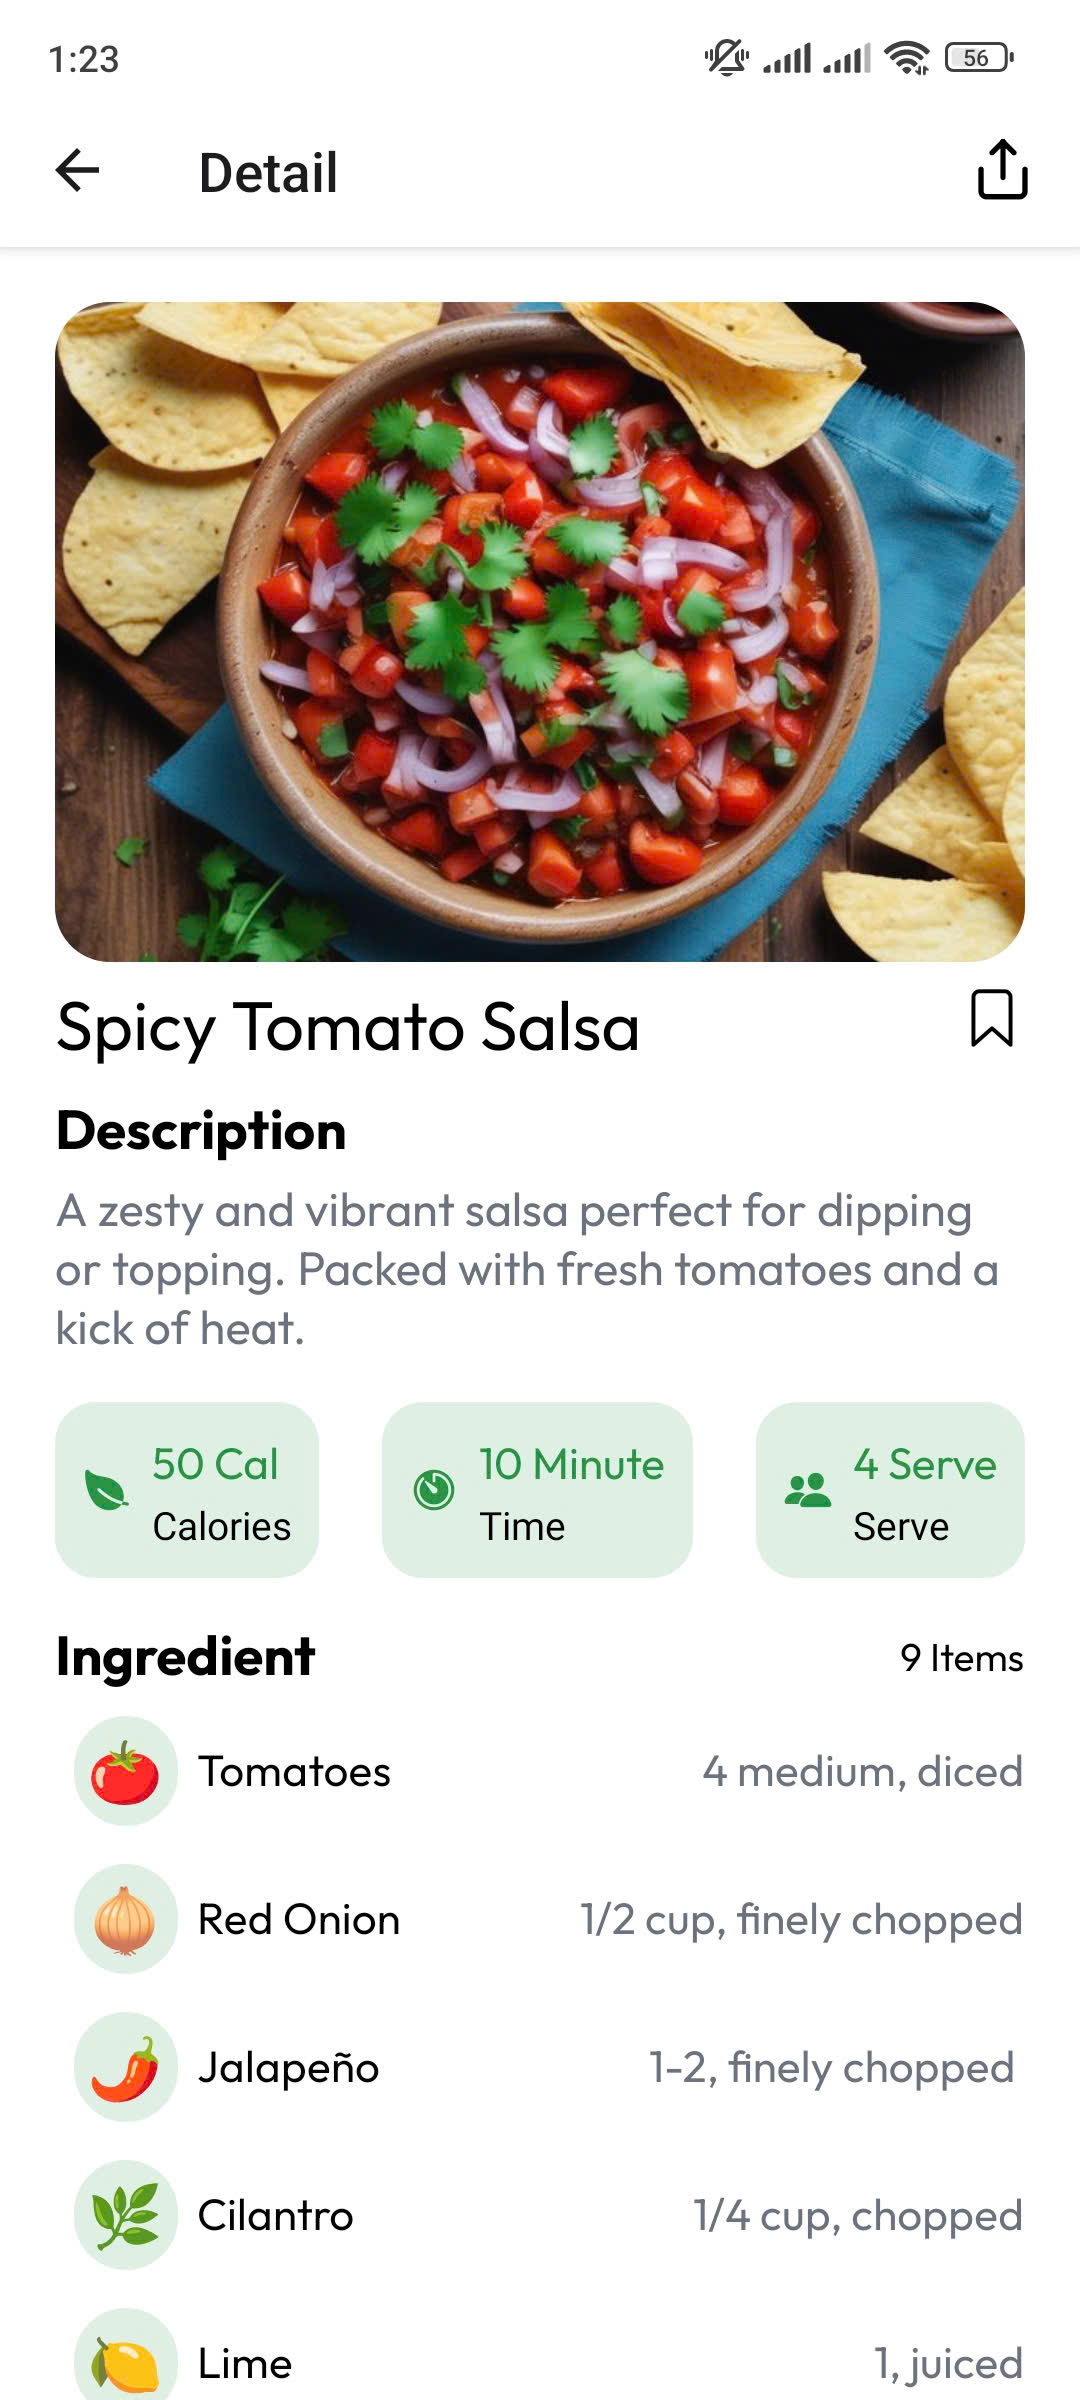 1:23
56
Detail
Spicy Tomato Salsa
Description
A zesty and vibrant salsa perfect for dipping
or topping. Packed with fresh tomatoes and a
kick of heat.
50 Cal
Calories
10 Minute
Time
4 Serve
Serve
Ingredient
9 Items
Tomatoes
4 medium, diced
Red Onion
1/2 cup, finely chopped
Jalapeño
1-2, finely chopped
Cilantro
1/4 cup, chopped
Lime
1, juiced